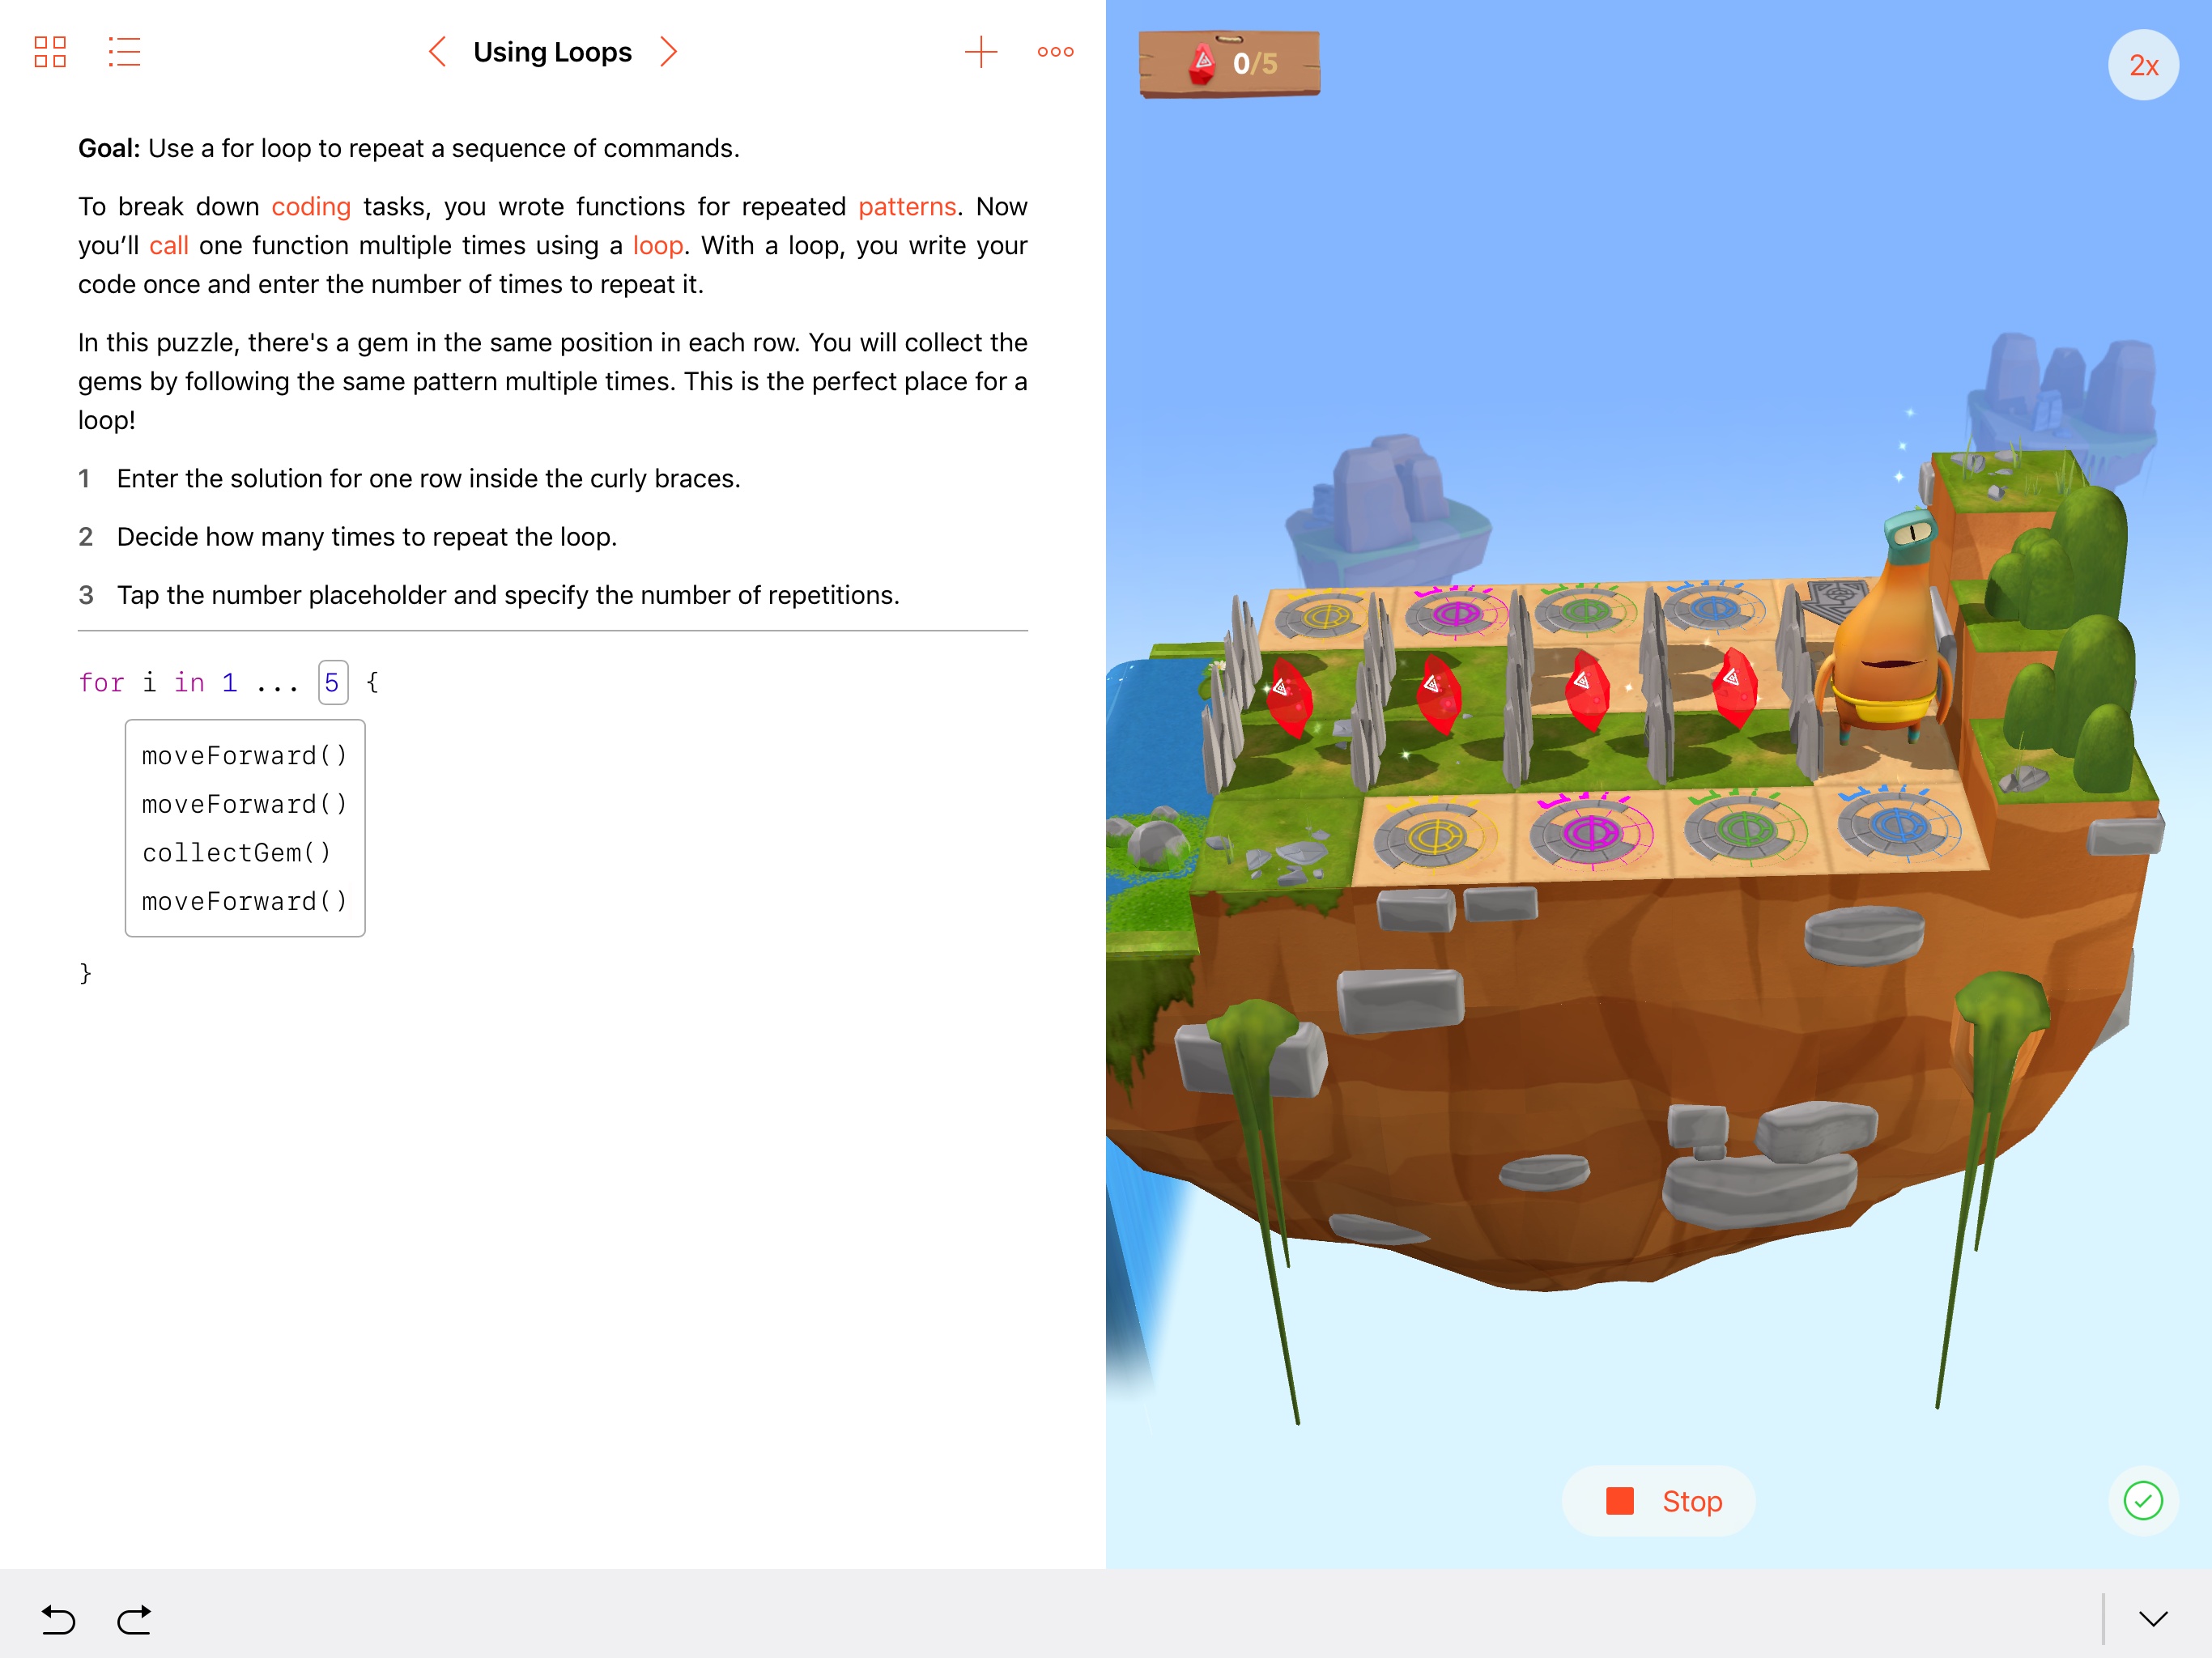 Using Loops
Goal: Use a for loop to repeat a sequence of commands.
To break down coding tasks, you wrote functions for repeated patterns. Now
you’ll call one function multiple times using a loop. With a loop, you write your
code once and enter the number of times to repeat it.
In this puzzle, there's a gem in the same position in each row. You will collect the
gems by following the same pattern multiple times. This is the perfect place for a
loop!
1 Enter the solution for one row inside the curly braces.
2 Decide how many times to repeat the loop.
3 Tap the number placeholder and specify the number of repetitions.
for i in 1 ... 5 {
moveForward()
moveForward()
collectGem()
moveForward()
}
0/5
2x
Stop